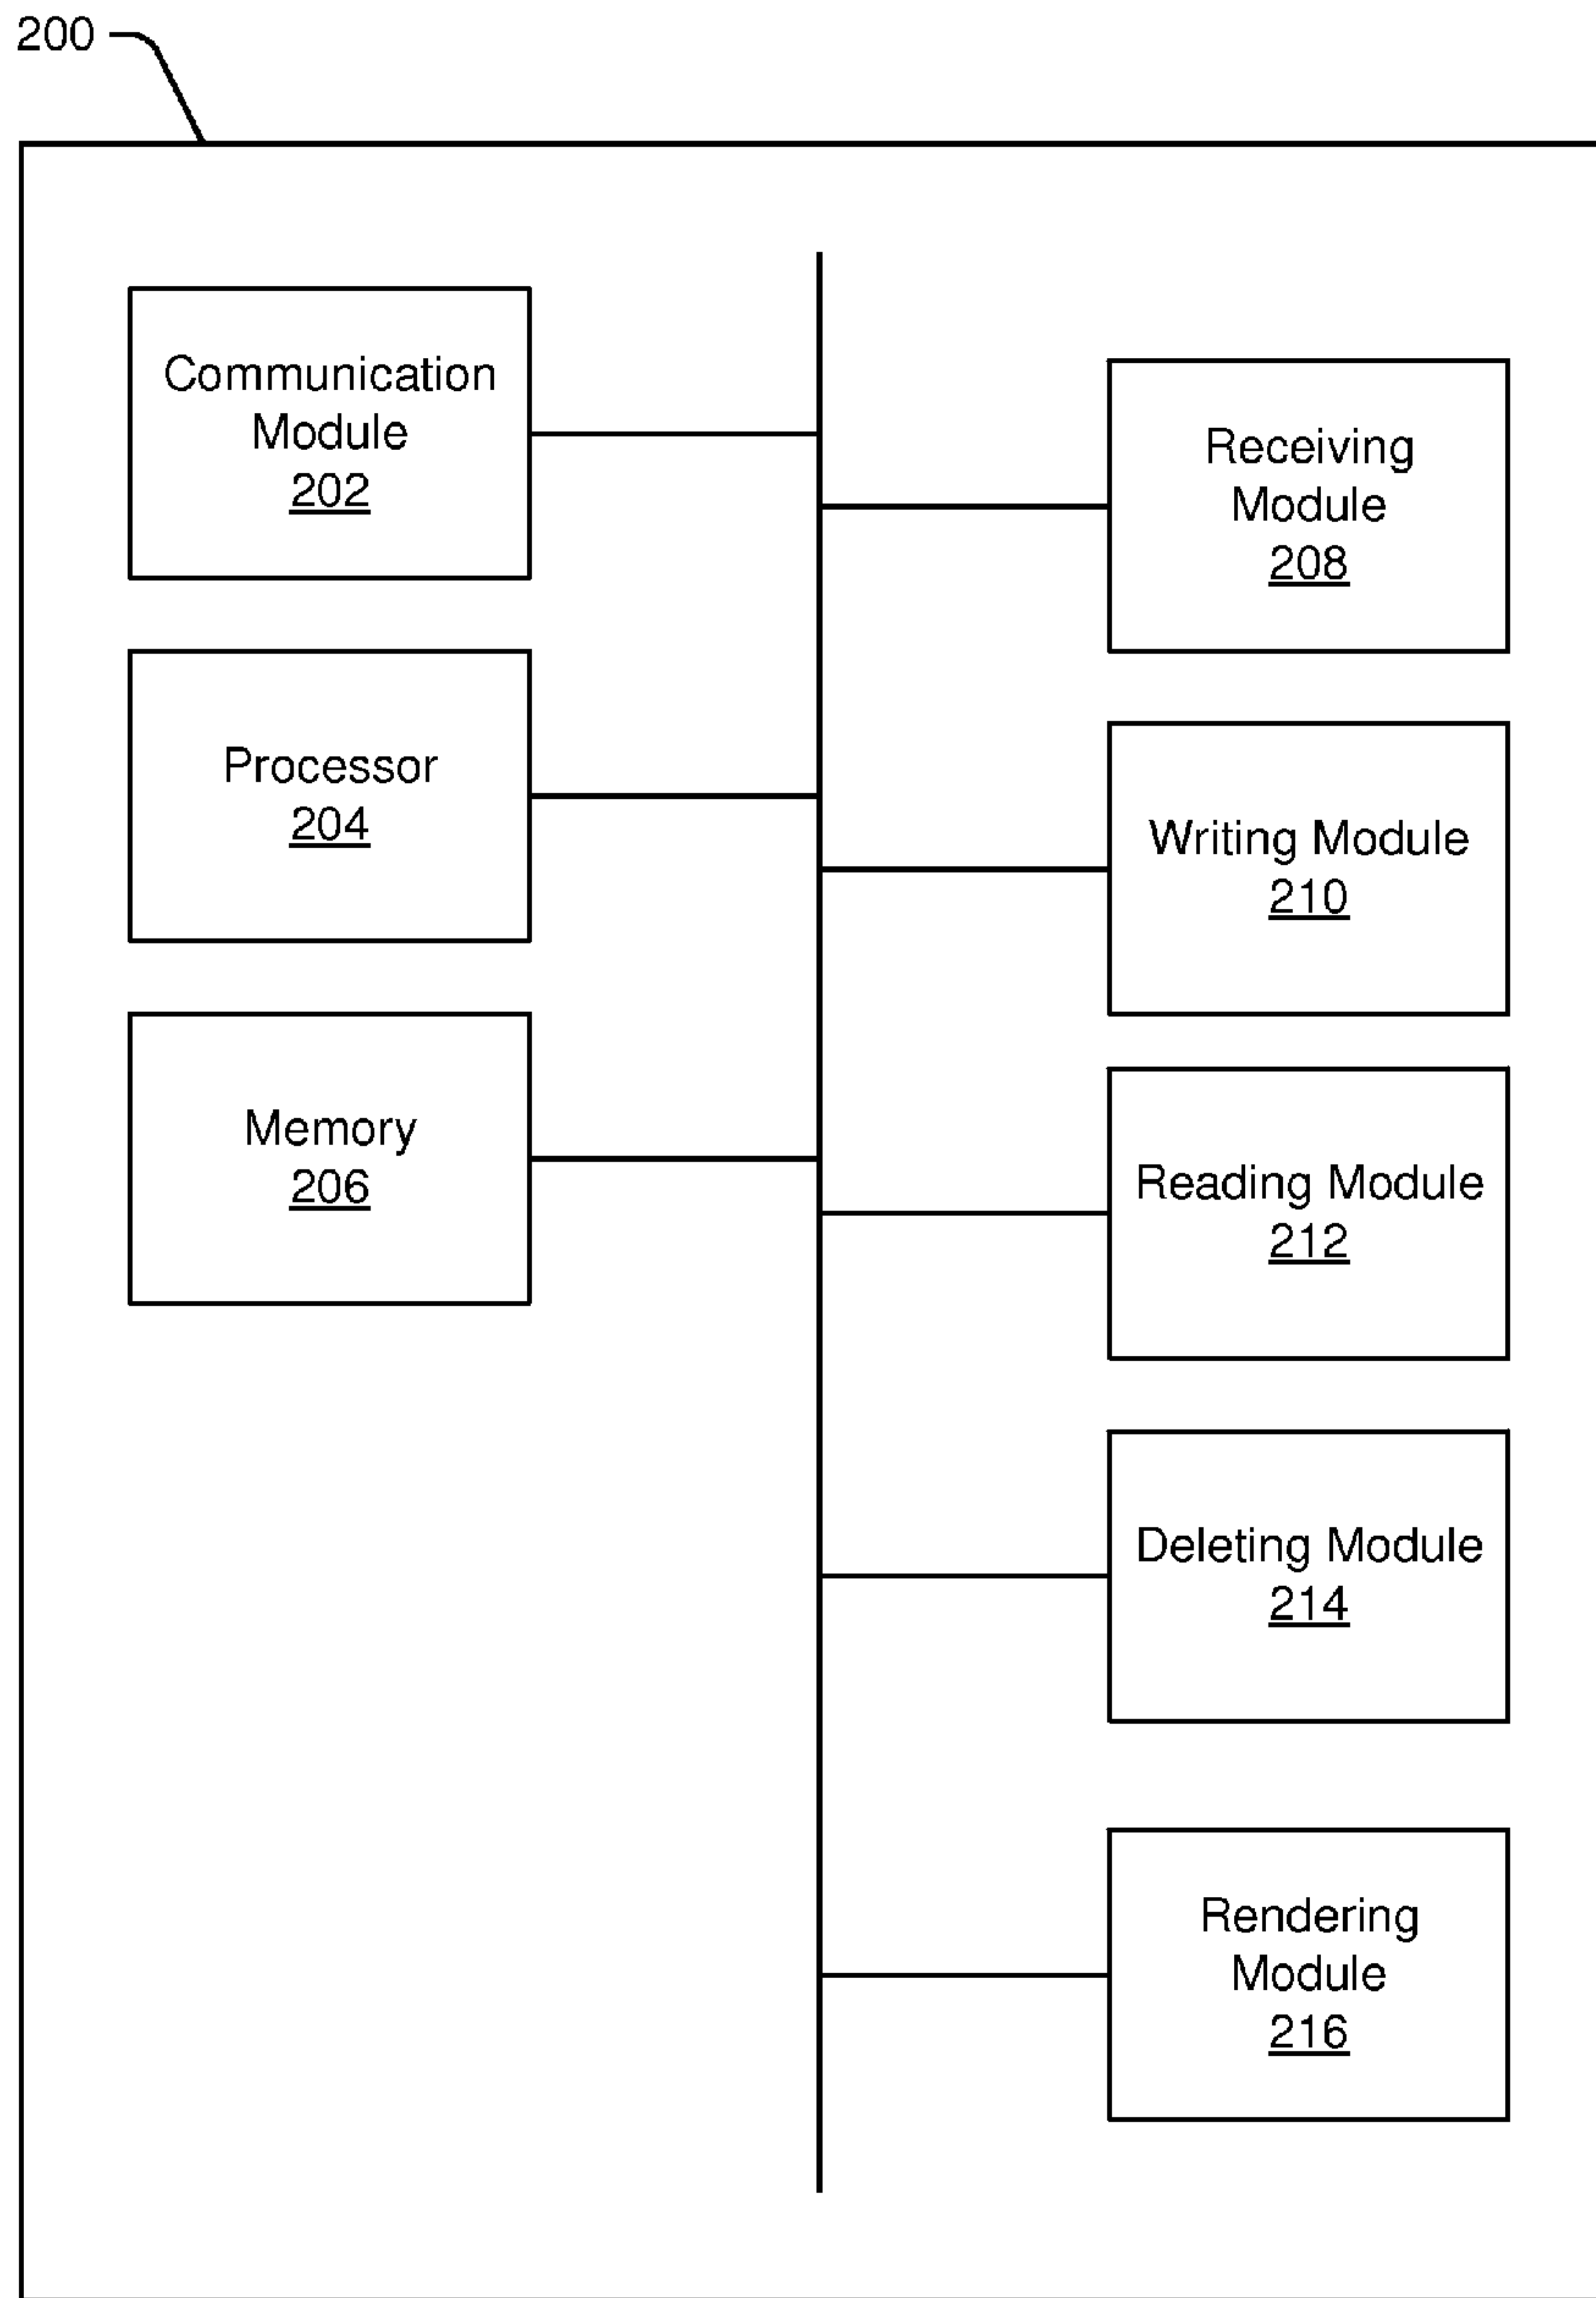 200
Communication
Module
202
Processor
204
Memory
206
Receiving
Module
208
Writing Module
210
Reading Module
212
Deleting Module
214
Rendering
Module
216